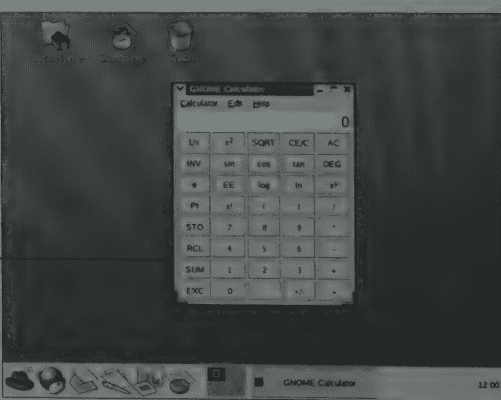 Trash
GNOME Calculator
Calculator Edit Help
0
1/x x² SQRT CE/C AC
INV sin cos tan DEG
e EE log ln
PI x! ( ) /
STO 7 8 9 *
RCL 4 5 6 -
SUM 1 2 3 +
EXC 0 +/- =
GNOME Calculator
12:00